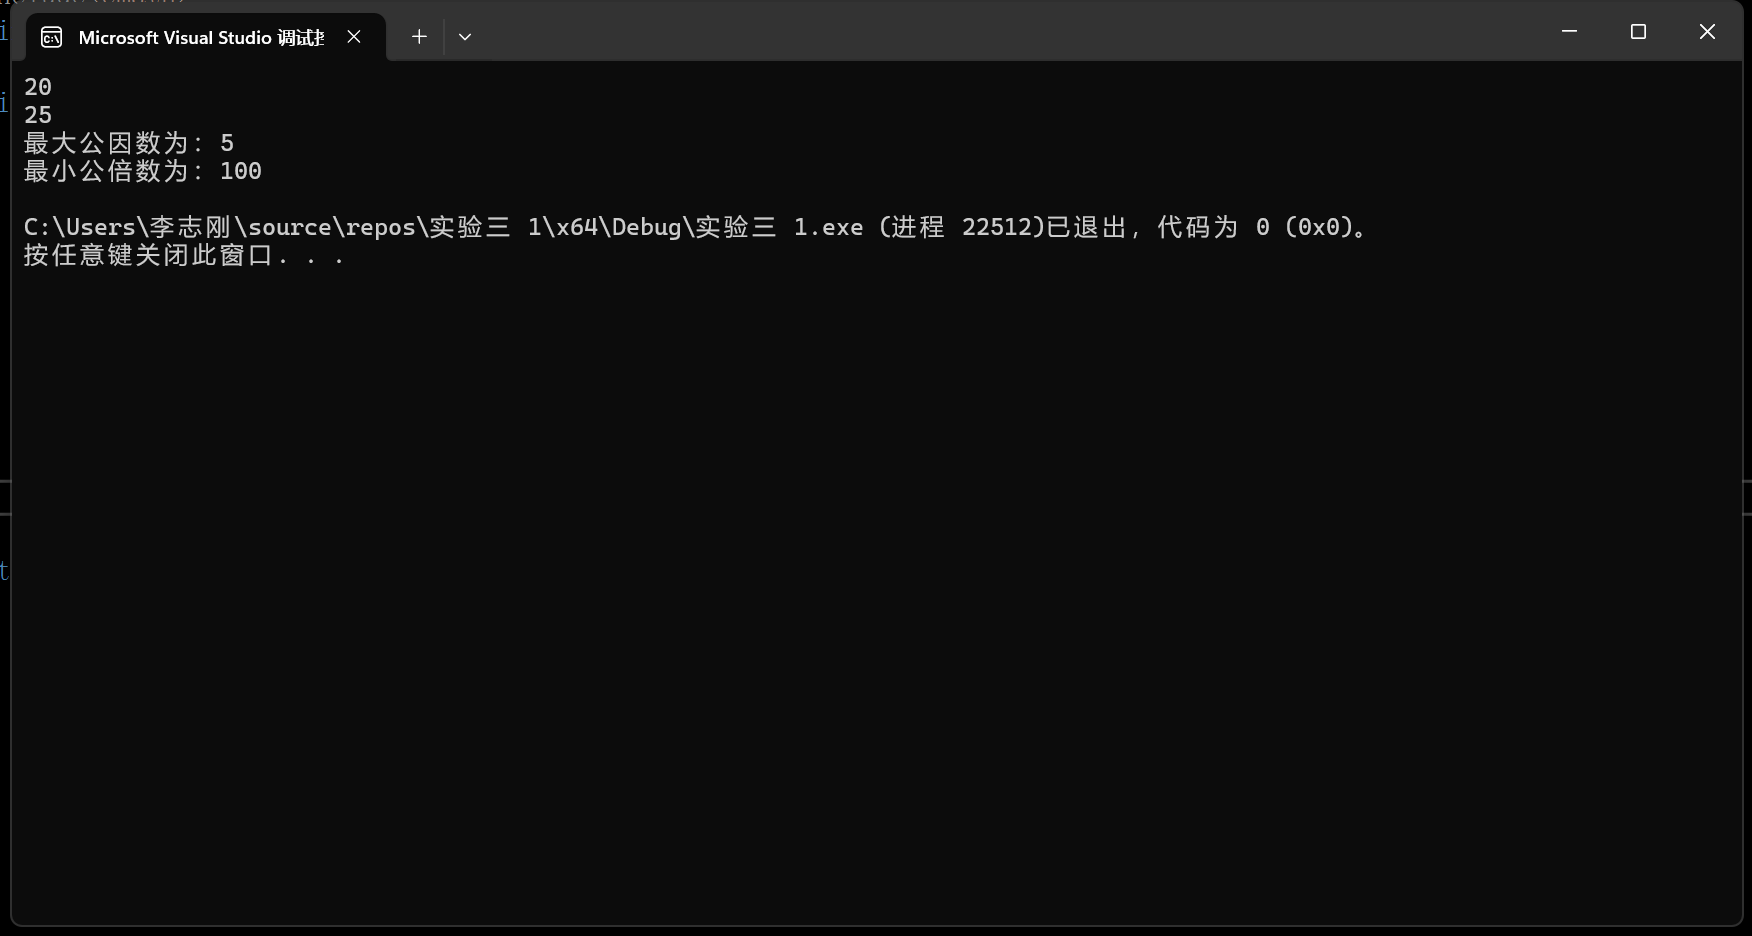 Microsoft Visual Studio 调试
20
25
最大公因数为: 5
最小公倍数为: 100
C:\Users\李志刚\source\repos\实验三 1\x64\Debug\实验三 1.exe (进程 22512)已退出, 代码为 0 (0x0)。
按任意键关闭此窗口. . .